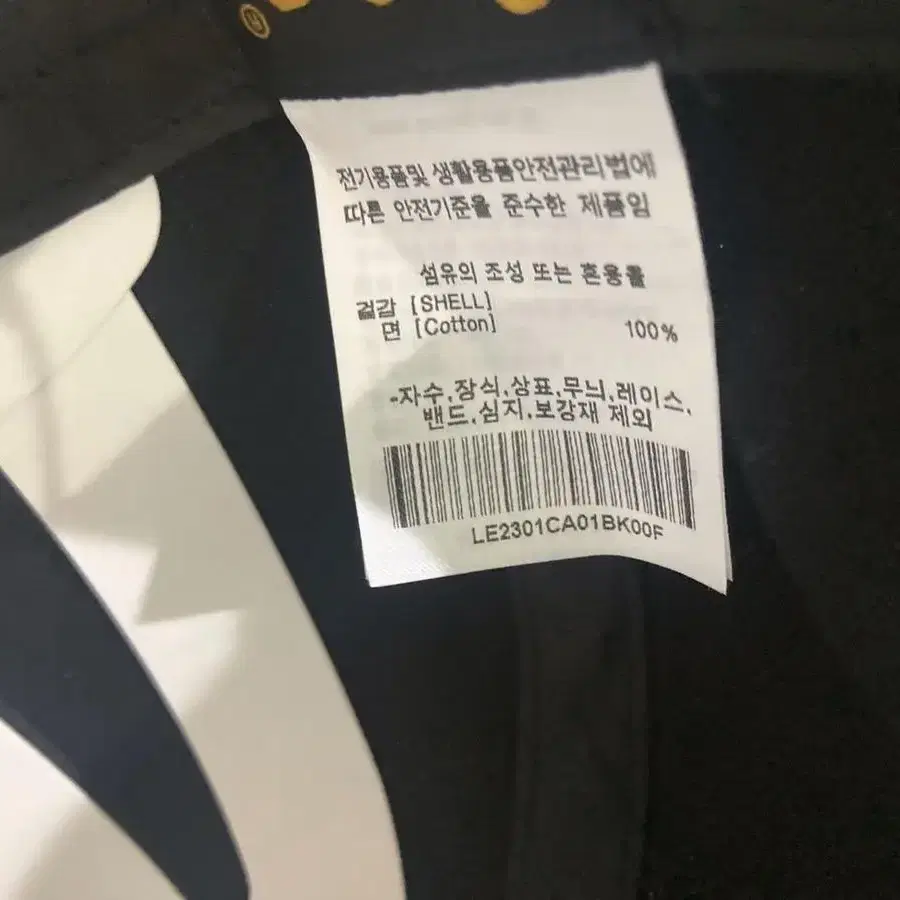 전기용품및 생활용품안전관리법에
따른 안전기준을 준수한 제품임
섬유의 조성 또는 혼용률
겉감 [SHELL]
면 [Cotton] 100%
-자수,장식,상표,무늬,레이스,
밴드,심지,보강재 제외
LE2301CA01BK00F